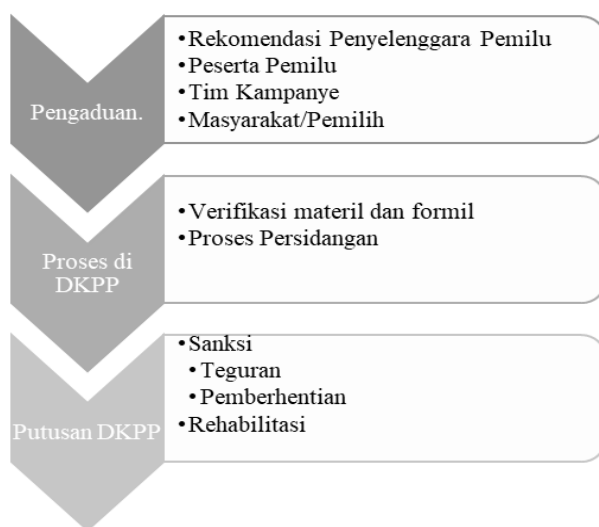 Pengaduan.
•Rekomendasi Penyelenggara Pemilu
•Peserta Pemilu
•Tim Kampanye
•Masyarakat/Pemilih
Proses di
DKPP
•Verifikasi materil dan formil
•Proses Persidangan
Putusan DKPP
•Sanksi
•Teguran
•Pemberhentian
•Rehabilitasi